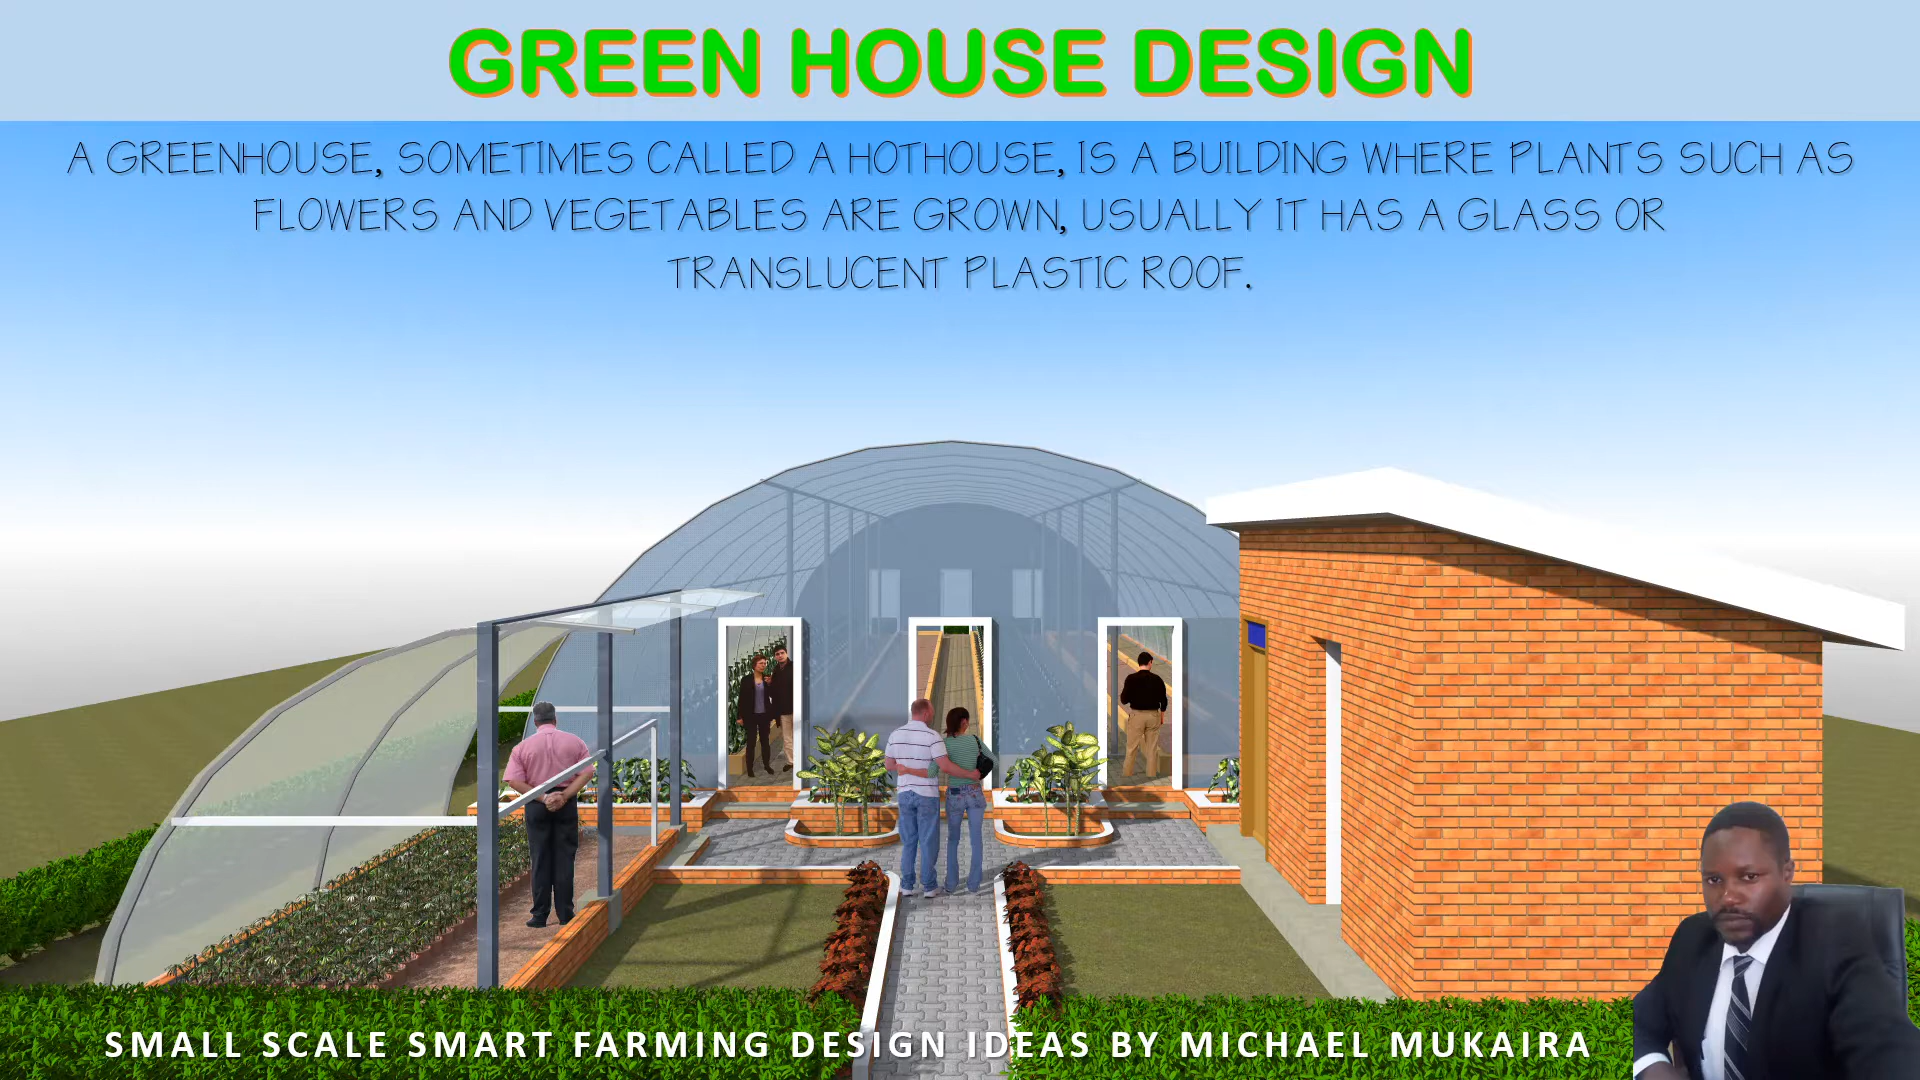 GREEN HOUSE DESIGN
A GREENHOUSE, SOMETIMES CALLED A HOTHOUSE, IS A BUILDING WHERE PLANTS SUCH AS
FLOWERS AND VEGETABLES ARE GROWN, USUALLY IT HAS A GLASS OR
TRANSLUCENT PLASTIC ROOF.
SMALL SCALE SMART FARMING DESIGN IDEAS BY MICHAEL MUKAIRA